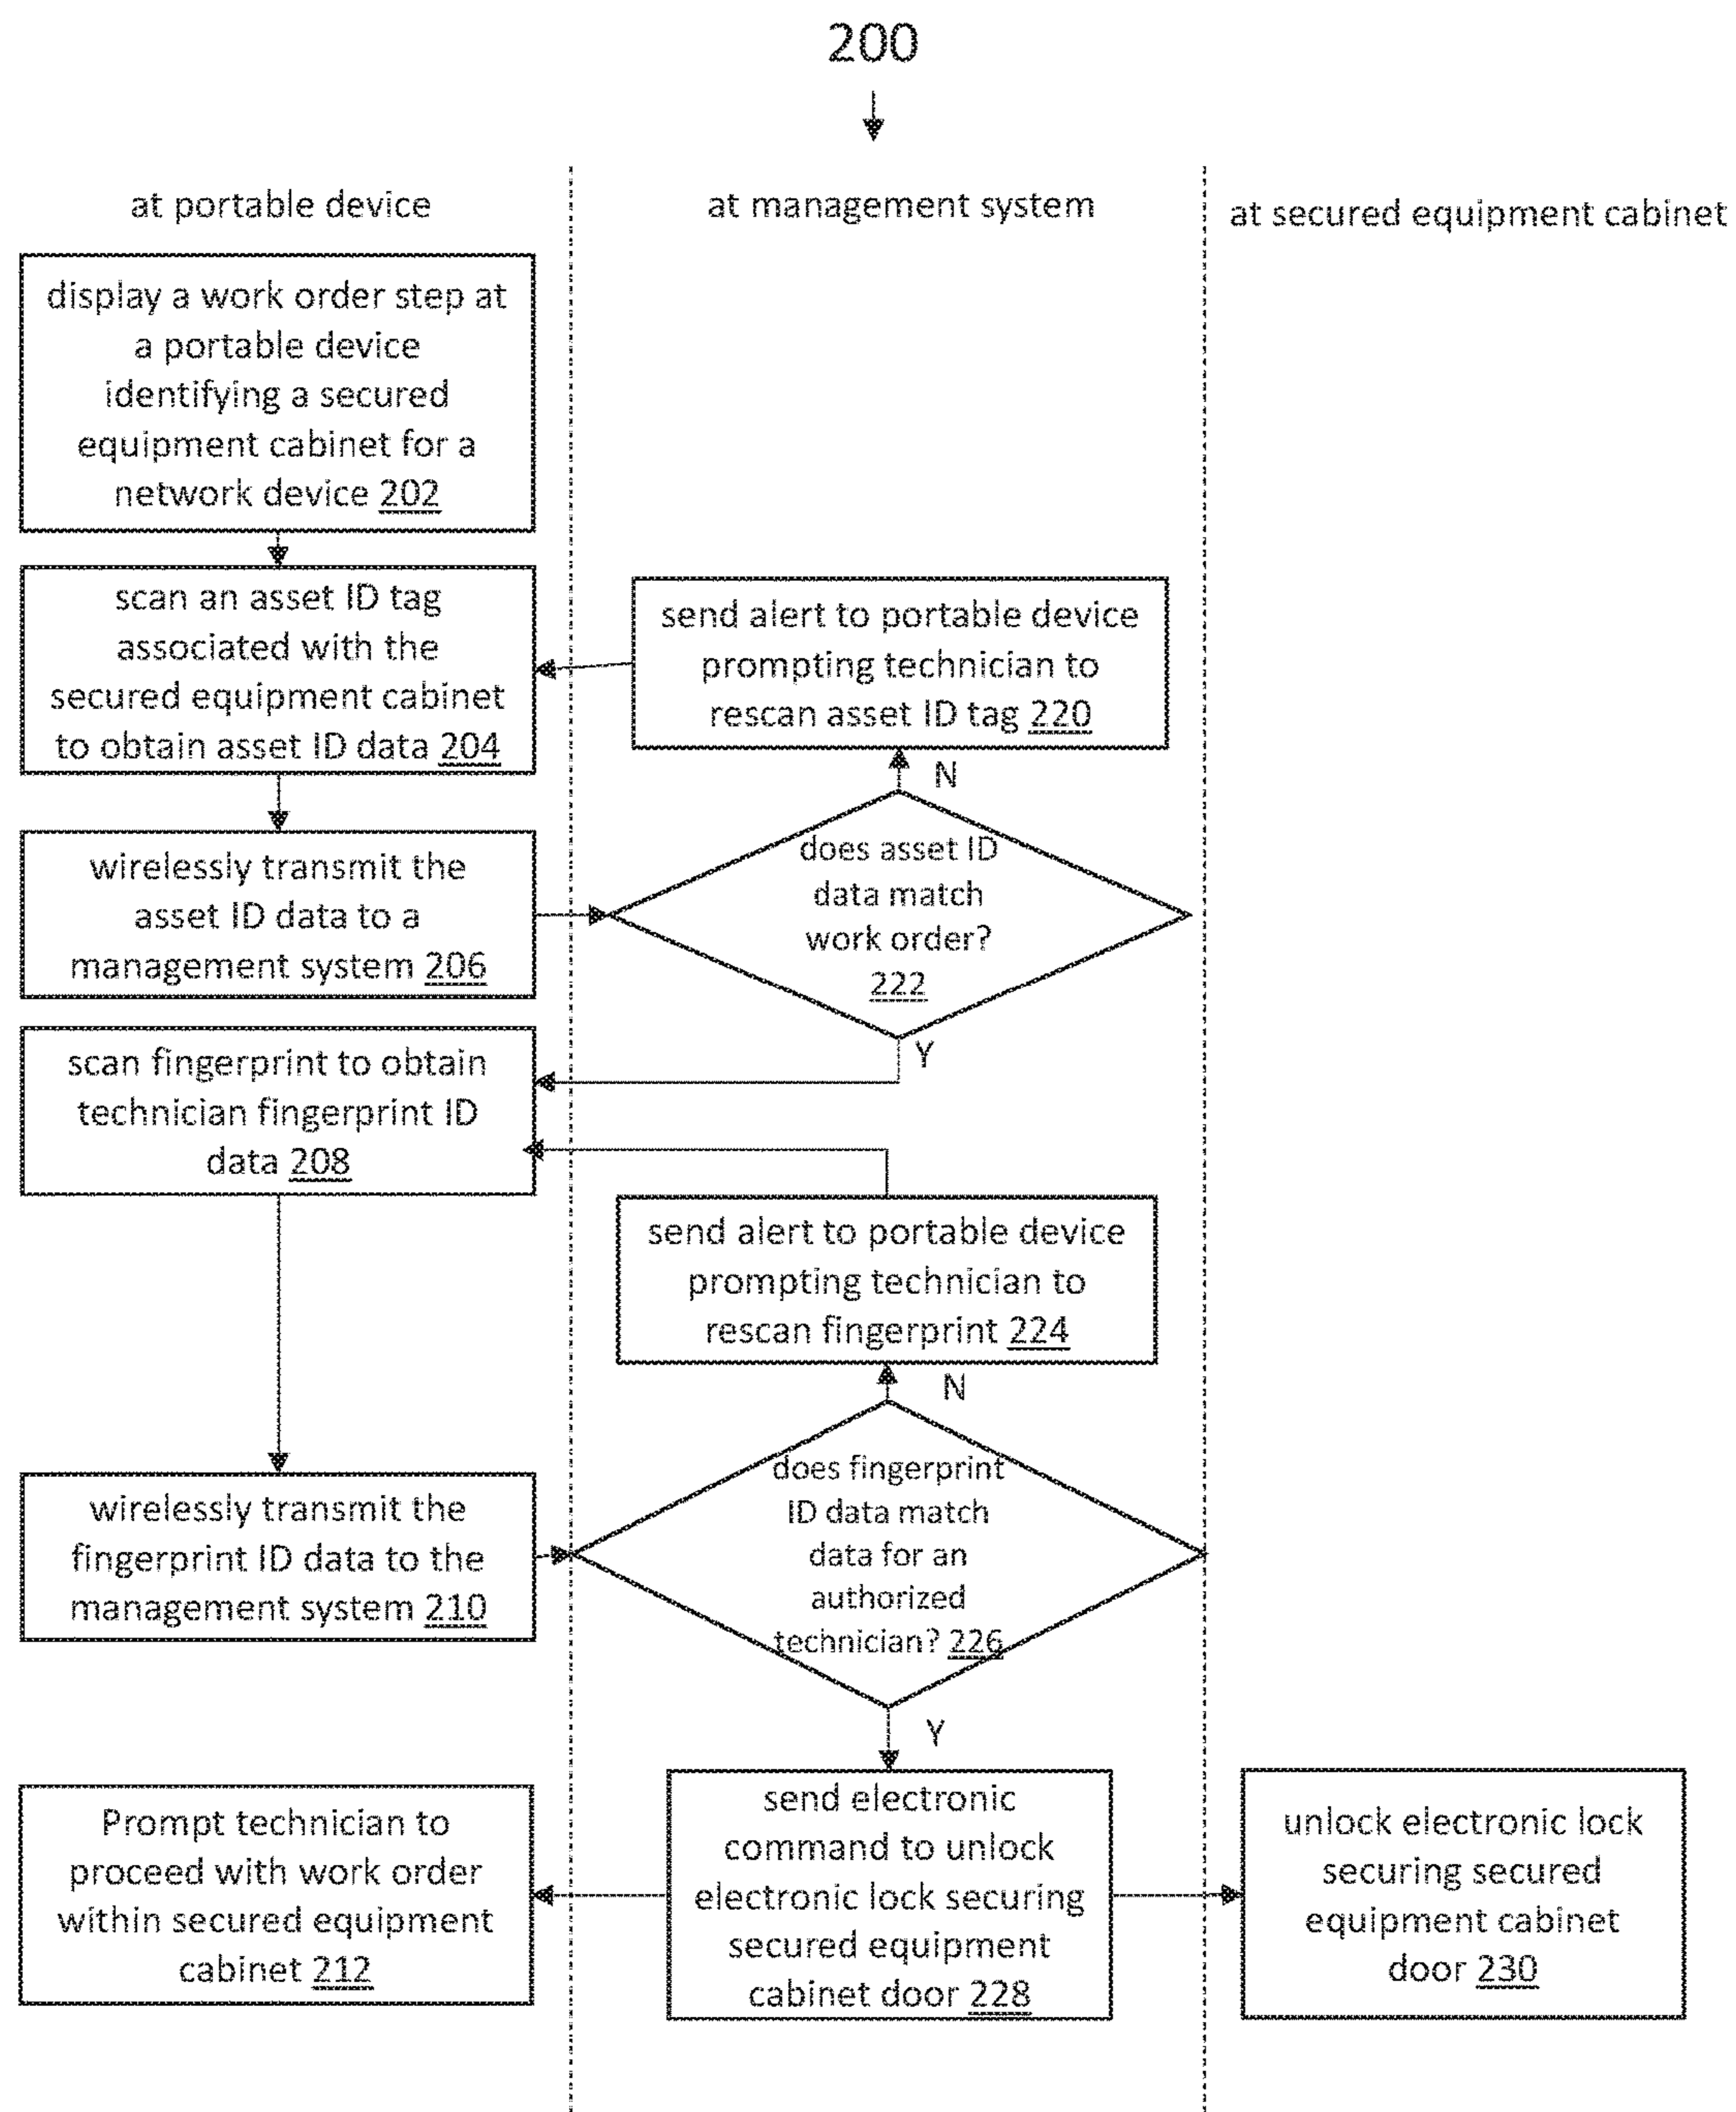 200
at portable device
at management system
at secured equipment cabinet
display a work order step at
a portable device
identifying a secured
equipment cabinet for a
network device 202
scan an asset ID tag
associated with the
secured equipment cabinet
to obtain asset ID data 204
send alert to portable device
prompting technician to
rescan asset ID tag 220
N
wirelessly transmit the
asset ID data to a
management system 206
does asset ID
data match
work order?
222
Y
scan fingerprint to obtain
technician fingerprint ID
data 208
send alert to portable device
prompting technician to
rescan fingerprint 224
N
wirelessly transmit the
fingerprint ID data to the
management system 210
does fingerprint
ID data match
data for an
authorized
technician? 226
Y
Prompt technician to
proceed with work order
within secured equipment
cabinet 212
send electronic
command to unlock
electronic lock securing
secured equipment
cabinet door 228
unlock electronic lock
securing secured
equipment cabinet
door 230